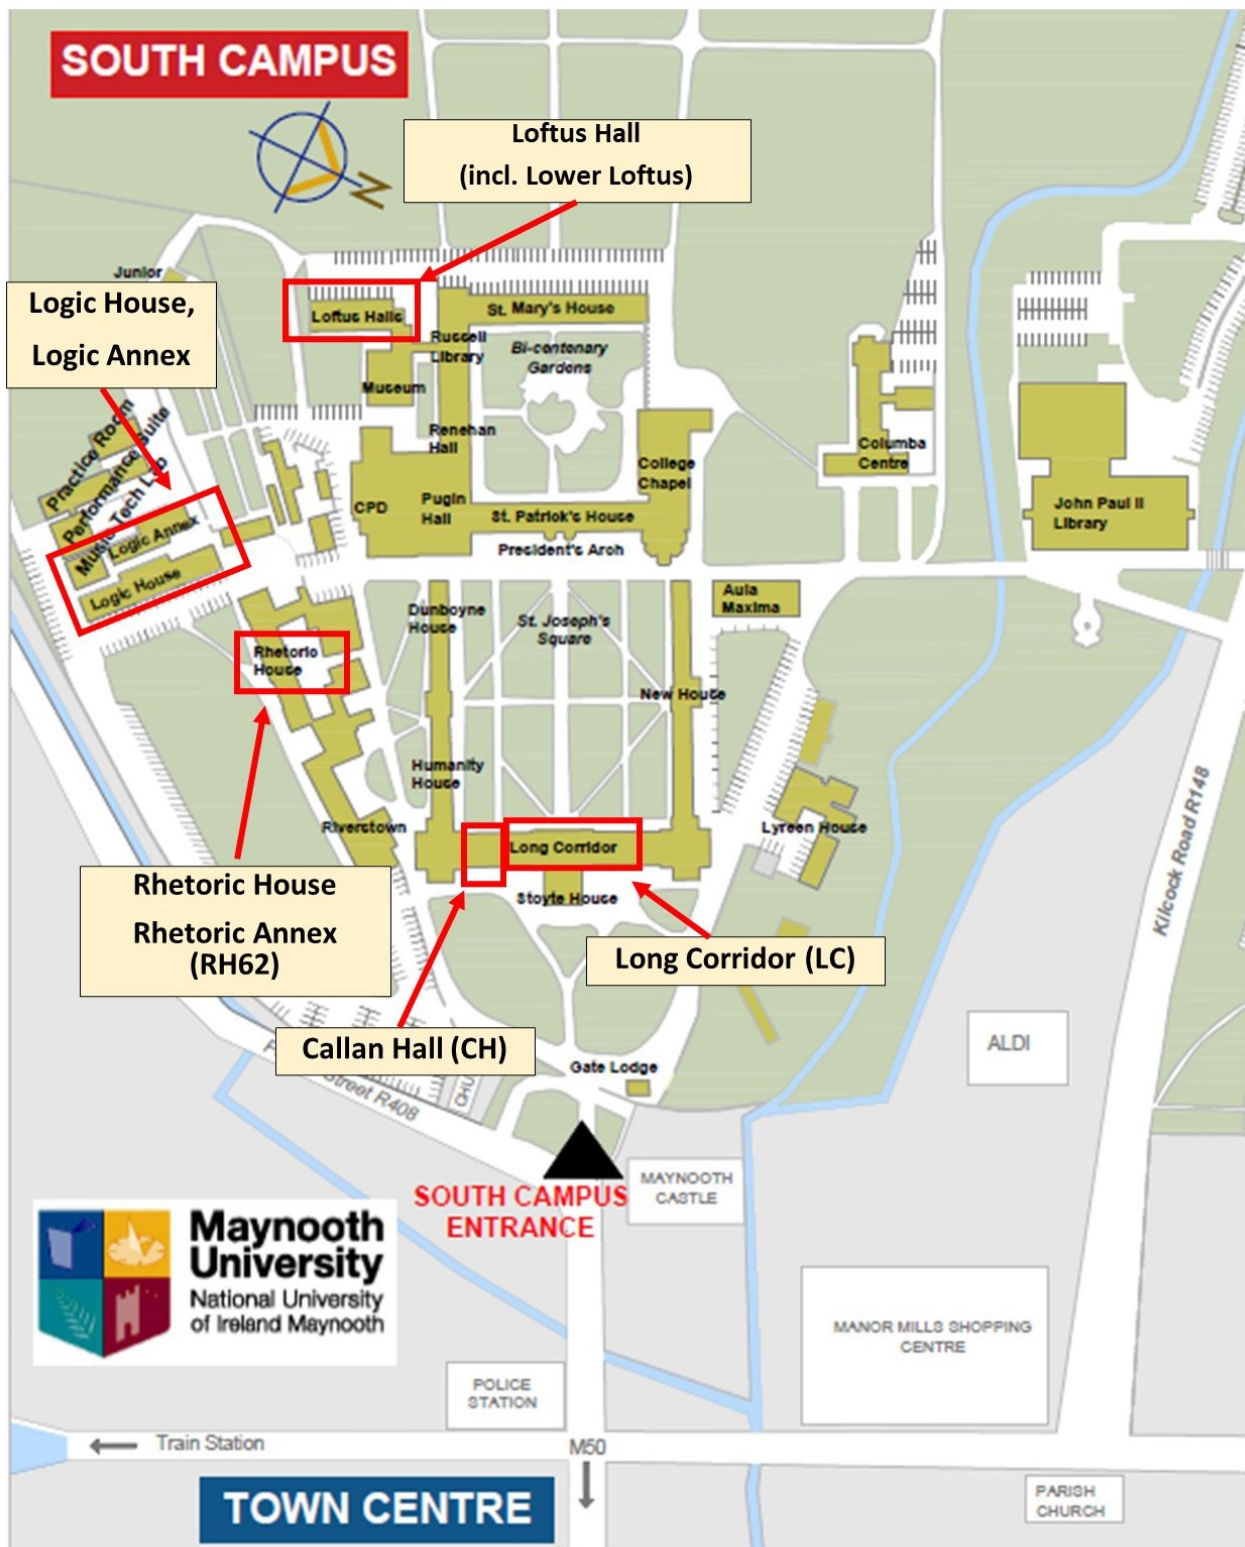 SOUTH CAMPUS
N
Loftus Hall
(incl. Lower Loftus)
Junior
Logic House,
Logic Annex
Loftus Halls
St. Mary's House
Russell
Library
Bi-centenary
Gardens
Museum
Renehan
Hall
Practice Room
Performance Suite
Music Tech Lab
Logic Annex
Logic House
CPD
Pugin
Hall
College
Chapel
St. Patrick's House
President's Arch
Columba
Centre
John Paul II
Library
Dunboyne
House
St. Joseph's
Square
Aula
Maxima
Rhetoric
House
New House
Humanity
House
Riverstown
Long Corridor
Lyreen House
Stoyte House
Kilcock Road R148
Rhetoric House
Rhetoric Annex
(RH62)
Long Corridor (LC)
Callan Hall (CH)
Gate Lodge
ALDI
Street R408
CHU
SOUTH CAMPUS
ENTRANCE
MAYNOOTH
CASTLE
Maynooth
University
National University
of Ireland Maynooth
MANOR MILLS SHOPPING
CENTRE
POLICE
STATION
Train Station
M50
TOWN CENTRE
PARISH
CHURCH